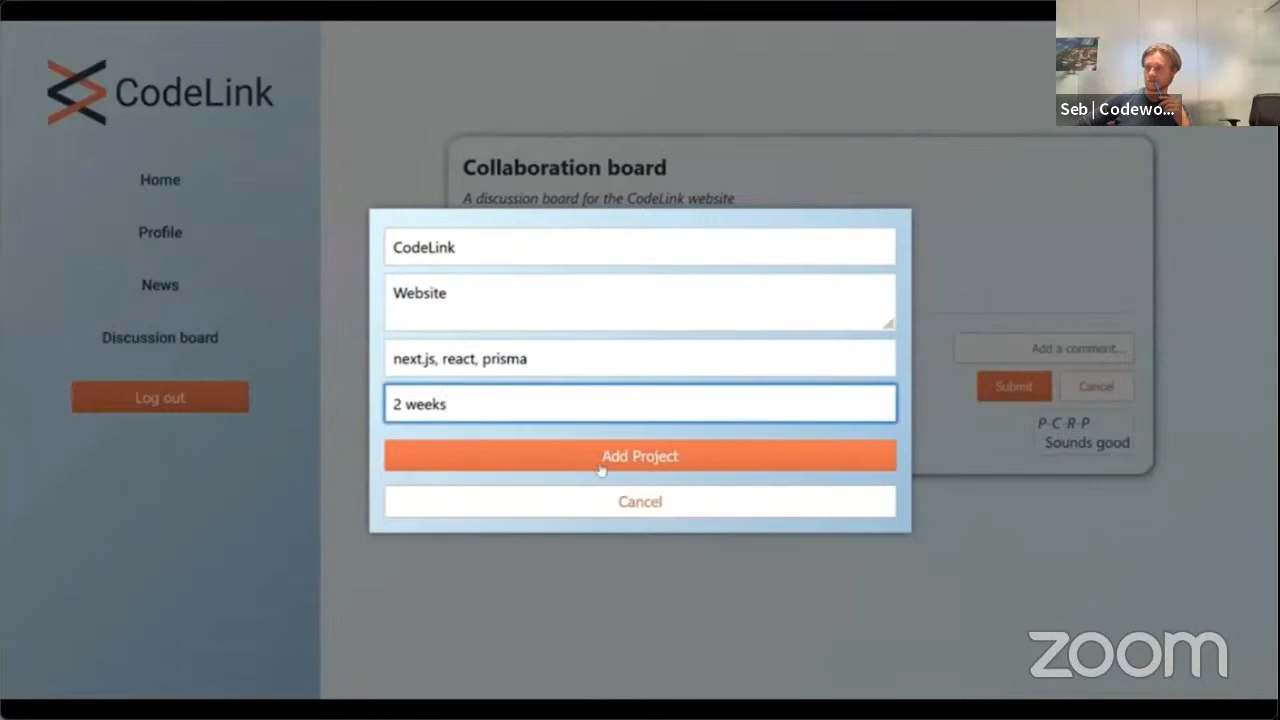 CodeLink
Home
Profile
News
Discussion board
Log out
Seb | Codewo...
Collaboration board
A discussion board for the CodeLink website
CodeLink
Website
next.js, react, prisma
2 weeks
Add Project
Cancel
Add a comment...
Submit
Cancel
P-C-R-P
Sounds good
zoom